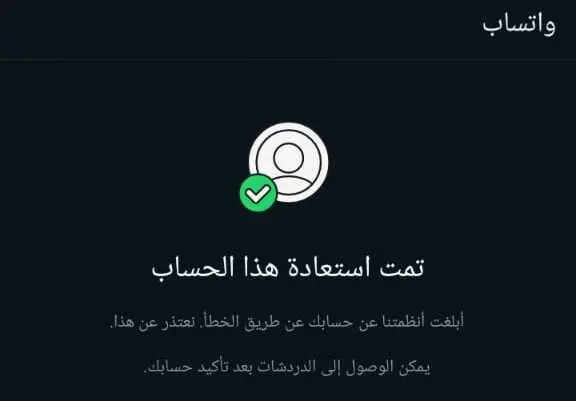 واتساب
تمت استعادة هذا الحساب
أبلغت أنظمتنا عن حسابك عن طريق الخطأ. نعتذر عن هذا.
يمكن الوصول إلى الدردشات بعد تأكيد حسابك.